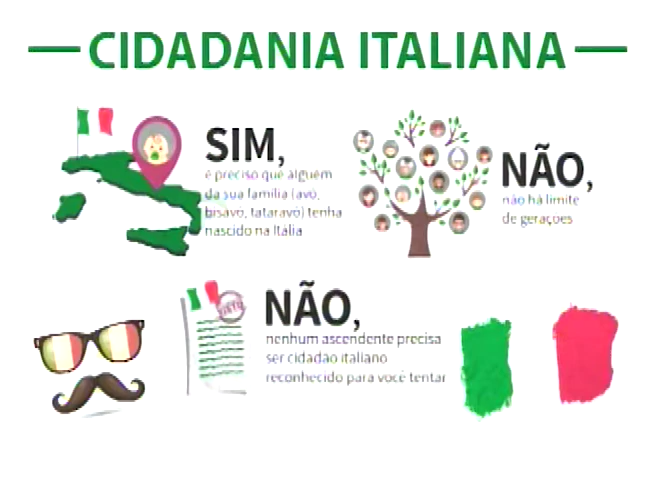 CIDADANIA ITALIANA
SIM,
é preciso que alguém
da sua família (avô,
bisavô, tataravô) tenha
nascido na Itália
NÃO,
não há limite
de gerações
NÃO,
nenhum ascendente precisa
ser cidadão italiano
reconhecido para você tentar